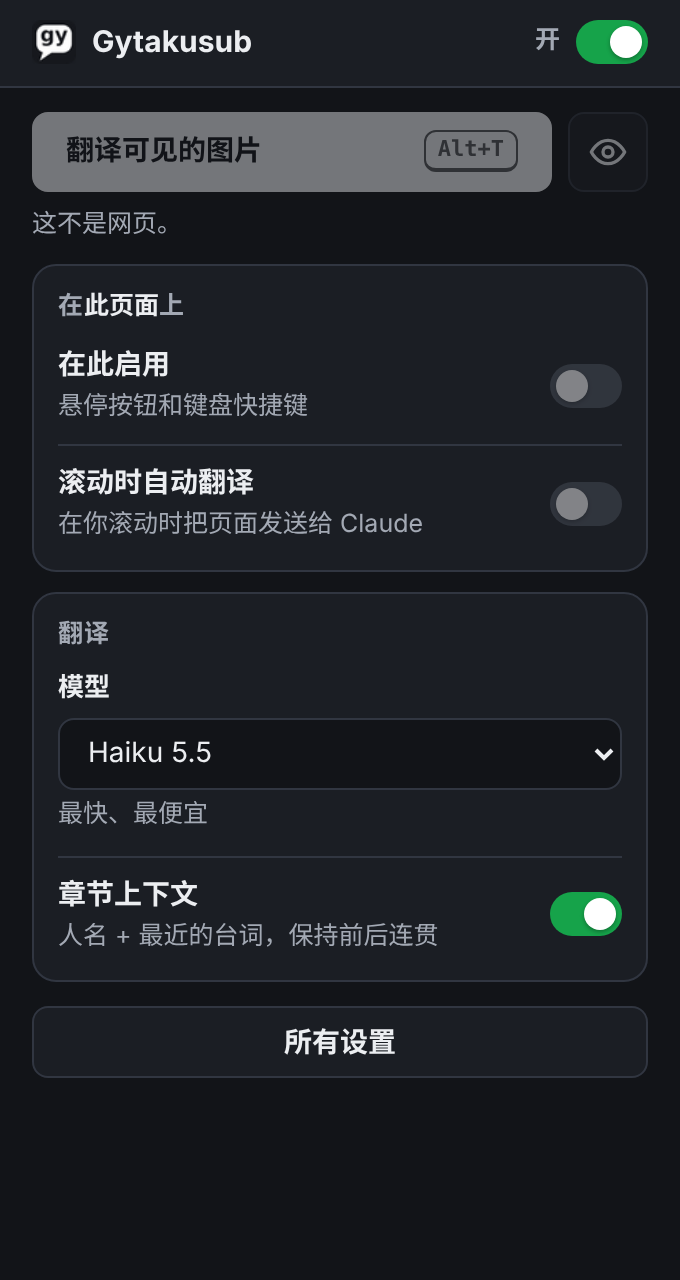 gy
Gytakusub
开
翻译可见的图片
Alt+T
这不是网页。
在此页面上
在此启用
悬停按钮和键盘快捷键
滚动时自动翻译
在你滚动时把页面发送给 Claude
翻译
模型
Haiku 5.5
最快、最便宜
章节上下文
人名 + 最近的台词，保持前后连贯
所有设置